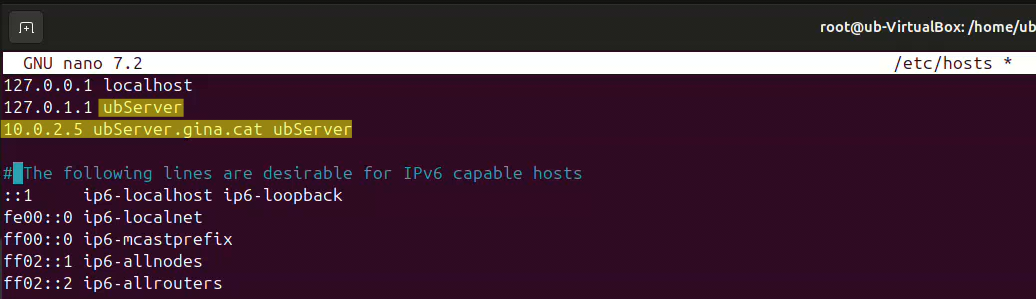 root@ub-VirtualBox: /home/ub
GNU nano 7.2 /etc/hosts *
127.0.0.1 localhost
127.0.1.1 ubServer
10.0.2.5 ubServer.gina.cat ubServer
# The following lines are desirable for IPv6 capable hosts
::1     ip6-localhost ip6-loopback
fe00::0 ip6-localnet
ff00::0 ip6-mcastprefix
ff02::1 ip6-allnodes
ff02::2 ip6-allrouters